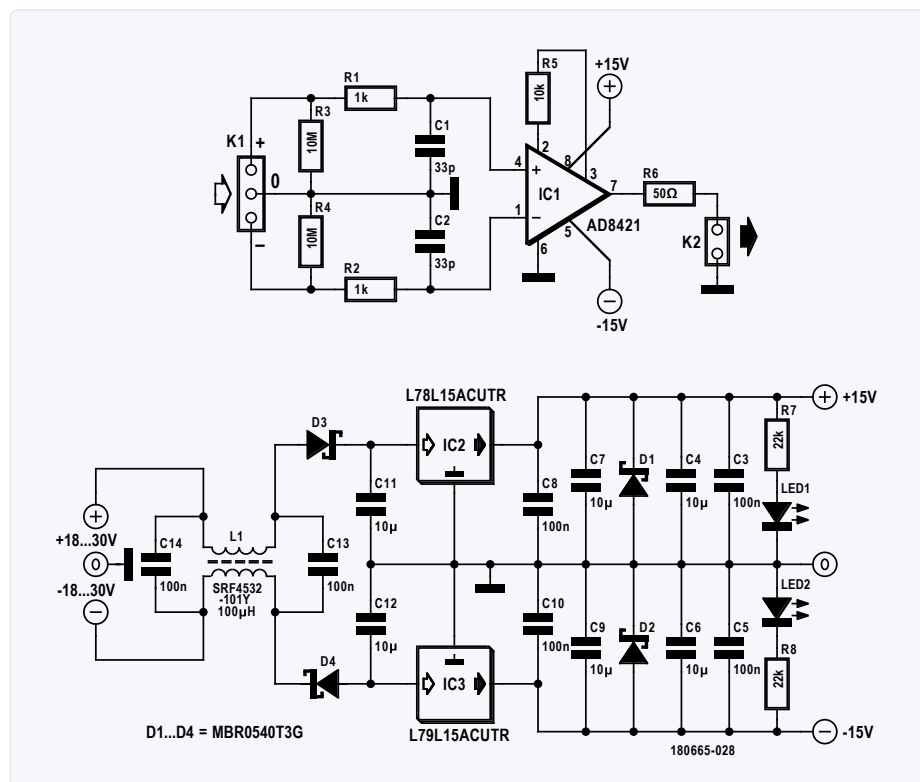 R1
1k
R3
10M
K1
+
0
R4
10M
–
R2
1k
C1
33p
C2
33p
R5
10k
+15V
+
2
8
3
4
+
IC1
7
1
–
AD8421
5
6
R6
50Ω
K2
–
-15V
L78L15ACUTR
D3
IC2
+
+18...30V
0
-18...30V
–
C14
100n
L1
SRF4532
-101Y
100µH
C13
100n
C11
10µ
C12
10µ
D4
C8
100n
C10
100n
IC3
L79L15ACUTR
C7
10µ
D1
C4
10µ
C3
100n
R7
22k
LED1
+
+15V
0
C9
10µ
D2
C6
10µ
C5
100n
LED2
R8
22k
–
-15V
D1...D4 = MBR0540T3G
180665-028